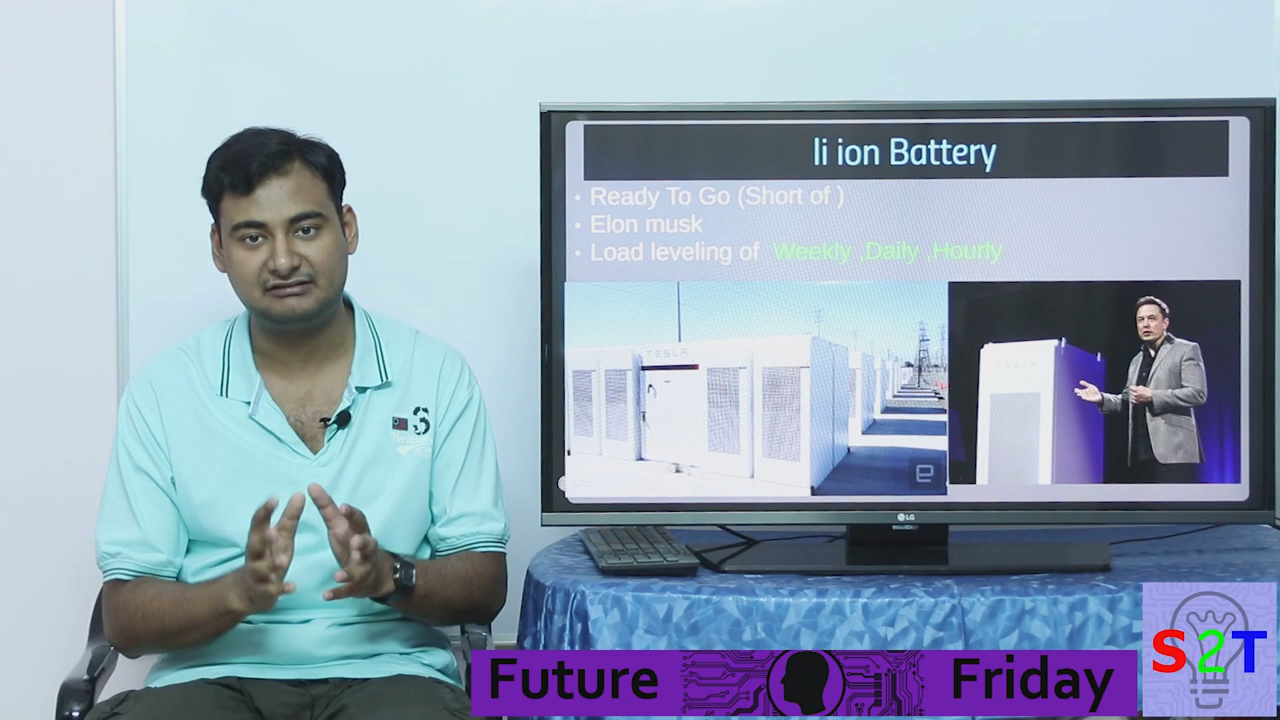 li ion Battery
• Ready To Go (Short of )
• Elon musk
• Load leveling of Weekly ,Daily ,Hourly
TESLA
e
LG
Future Friday
S2T